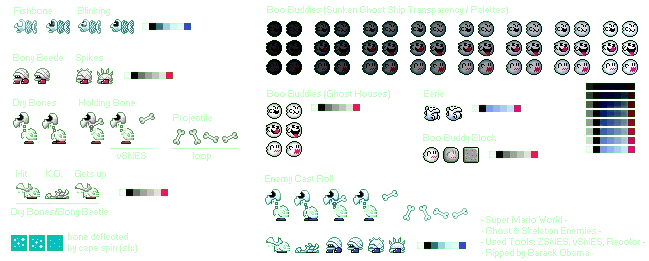 Fishbone Blinking
Boo Buddies (Sunken Ghost Ship Transparency / Palettes)
Bony Beetle Spikes
Boo Buddies (Ghost Houses)
Eerie
Dry Bones Holding Bone
Projectile
Boo Buddy Block
vSNES loop
Hit K.O. Gets up
Enemy Cast Roll
Dry Bones/Bony Beetle
bone deflected
by cape spin (sfx)
- Super Mario World -
- Ghost & Skeleton Enemies -
- Used Tools: ZSNES, vSNES, Recolor -
- Ripped by Barack Obama -